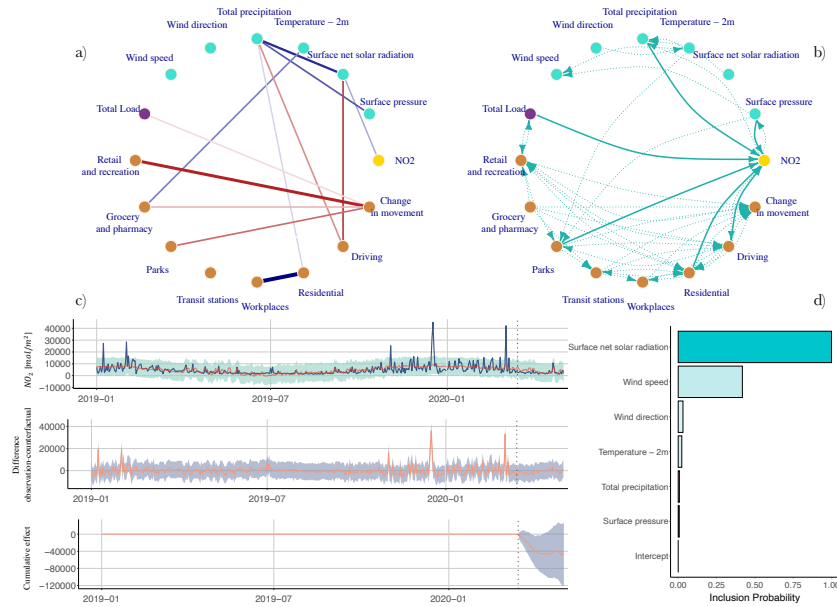 a)
Total precipitation
Wind direction
Temperature – 2m
Wind speed
Surface net solar radiation
Total Load
Surface pressure
Retail
and recreation
NO2
Grocery
and pharmacy
Change
in movement
Parks
Driving
Transit stations
Residential
Workplaces
b)
Total precipitation
Wind direction
Temperature – 2m
Wind speed
Surface net solar radiation
Total Load
Surface pressure
Retail
and recreation
NO2
Grocery
and pharmacy
Change
in movement
Parks
Driving
Transit stations
Residential
Workplaces
c)
NO2 [mol/m2]
40000
30000
20000
10000
0
−10000
2019−01
2019−07
2020−01
Difference
observation-counterfactual
40000
20000
0
2019−01
2019−07
2020−01
Cumulative effect
0
−40000
−80000
−120000
2019−01
2019−07
2020−01
d)
Surface net solar radiation
Wind speed
Wind direction
Temperature − 2m
Total precipitation
Surface pressure
Intercept
0.00
0.25
0.50
0.75
1.00
Inclusion Probability